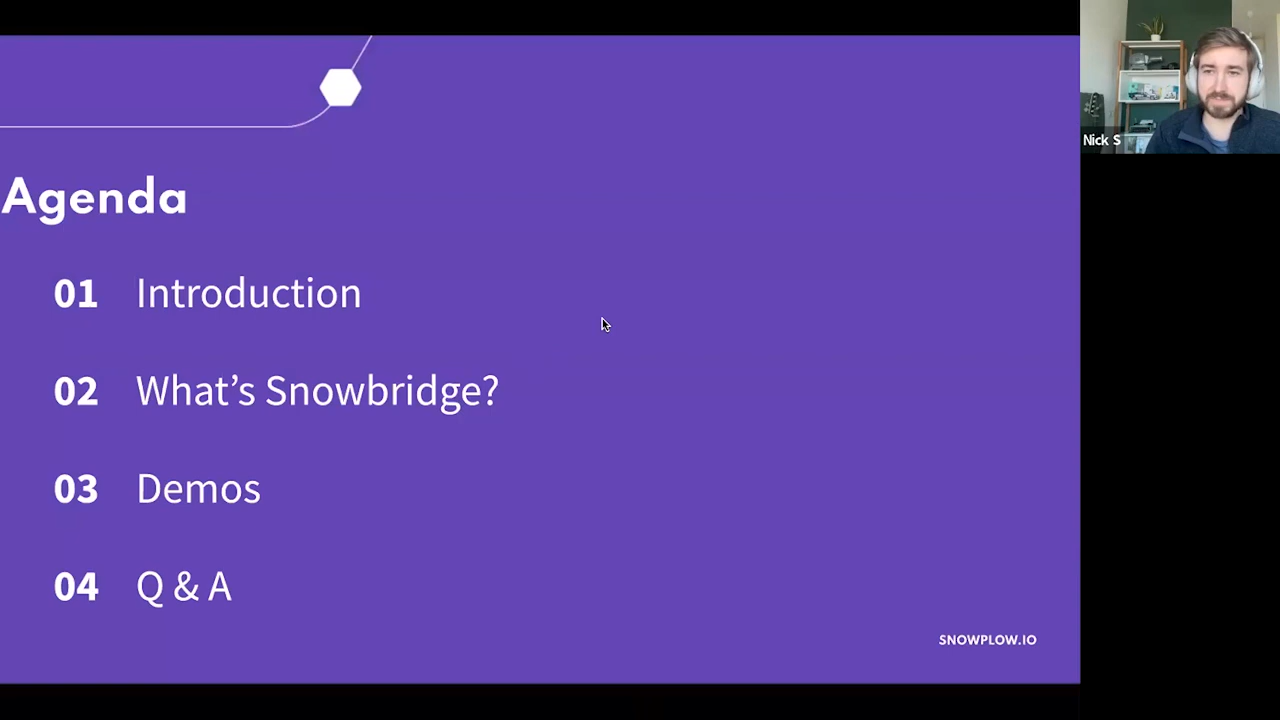 Nick S
Agenda
01 Introduction
02 What's Snowbridge?
03 Demos
04 Q & A
SNOWPLOW.IO